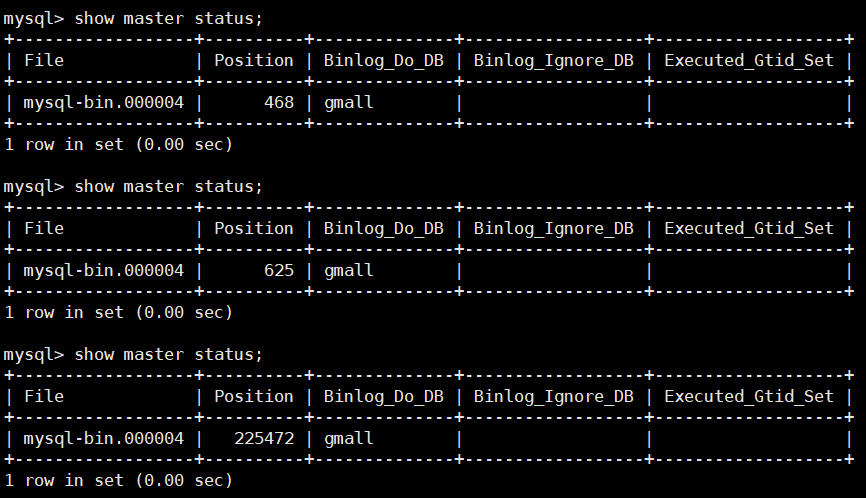 mysql> show master status;
+------------------+----------+--------------+------------------+-------------------+
| File             | Position | Binlog_Do_DB | Binlog_Ignore_DB | Executed_Gtid_Set |
+------------------+----------+--------------+------------------+-------------------+
| mysql-bin.000004 |      468 | gmall        |                  |                   |
+------------------+----------+--------------+------------------+-------------------+
1 row in set (0.00 sec)

mysql> show master status;
+------------------+----------+--------------+------------------+-------------------+
| File             | Position | Binlog_Do_DB | Binlog_Ignore_DB | Executed_Gtid_Set |
+------------------+----------+--------------+------------------+-------------------+
| mysql-bin.000004 |      625 | gmall        |                  |                   |
+------------------+----------+--------------+------------------+-------------------+
1 row in set (0.00 sec)

mysql> show master status;
+------------------+----------+--------------+------------------+-------------------+
| File             | Position | Binlog_Do_DB | Binlog_Ignore_DB | Executed_Gtid_Set |
+------------------+----------+--------------+------------------+-------------------+
| mysql-bin.000004 |   225472 | gmall        |                  |                   |
+------------------+----------+--------------+------------------+-------------------+
1 row in set (0.00 sec)